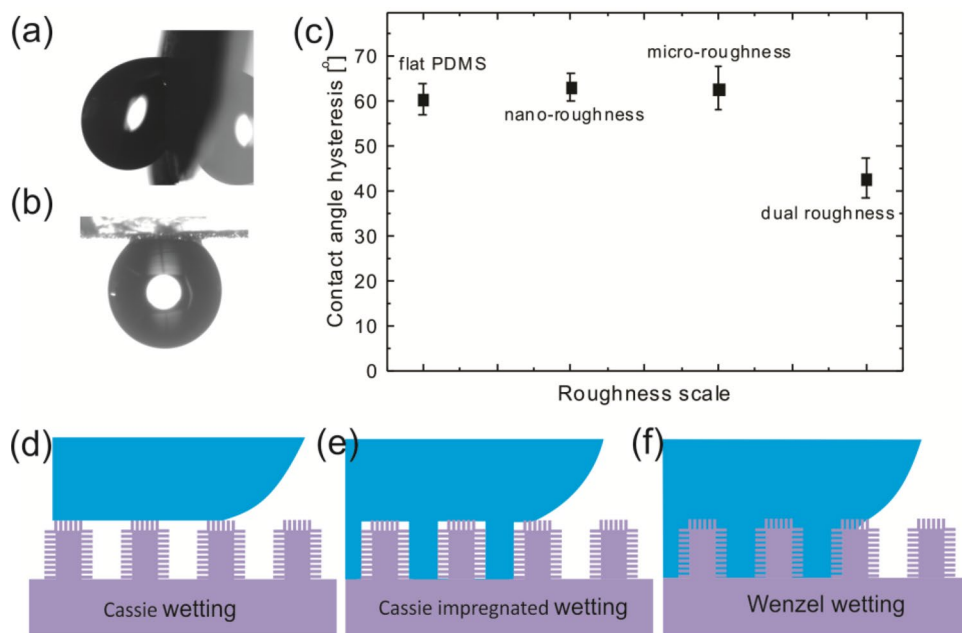 (a)
(b)
(c)
Contact angle hysteresis [°]
70
60
50
40
30
20
10
0
flat PDMS
nano-roughness
micro-roughness
dual roughness
Roughness scale
(d)
(e)
(f)
Cassie wetting
Cassie impregnated wetting
Wenzel wetting